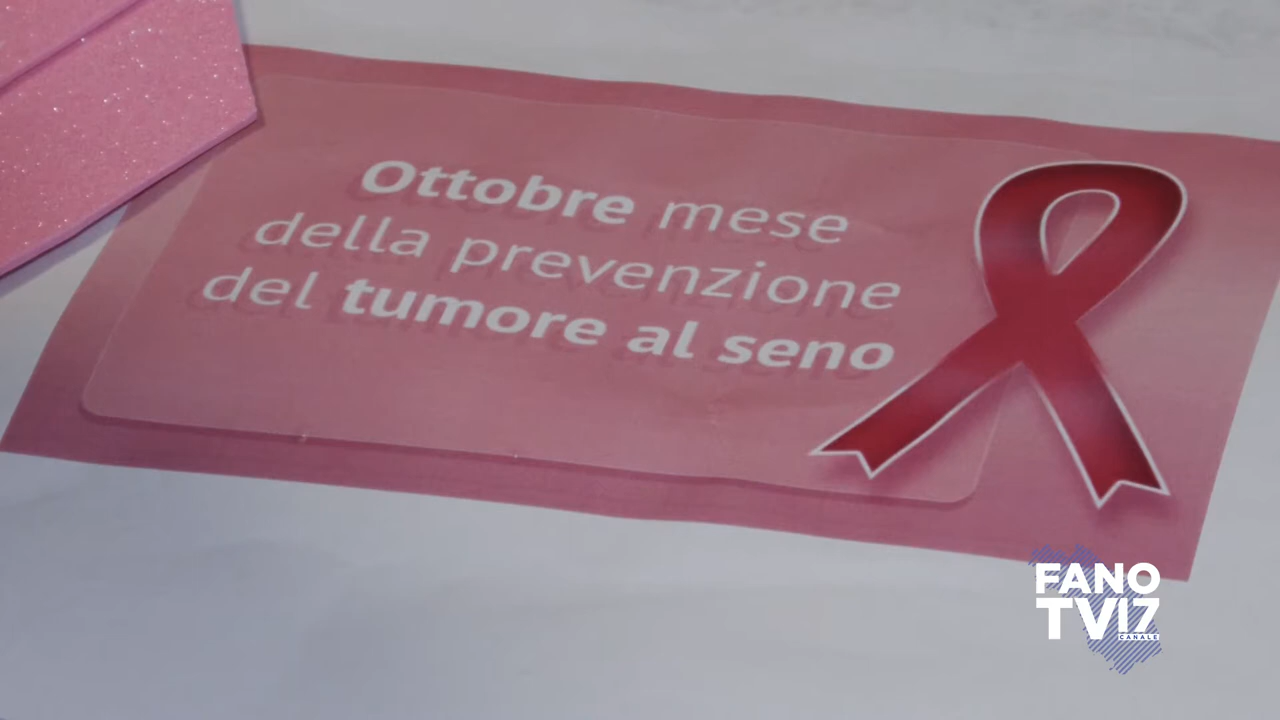 Ottobre mese
della prevenzione
del tumore al seno
FANO
TV17
CANALE